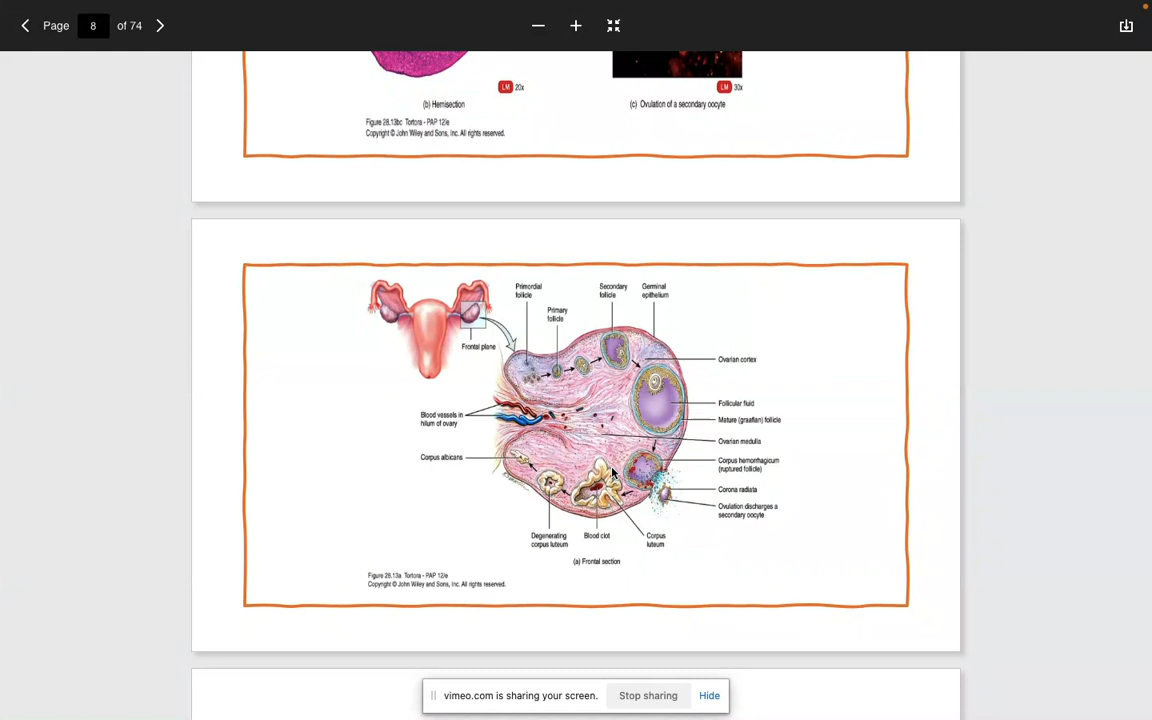 Page 8 of 74
LM 20x
LM 30x
(b) Hemisection
(c) Ovulation of a secondary oocyte
Figure 28.13bc Tortora - PAP 12/e
Copyright © John Wiley and Sons, Inc. All rights reserved.
Primordial
follicle
Secondary
follicle
Germinal
epithelium
Primary
follicle
Frontal plane
Ovarian cortex
Follicular fluid
Blood vessels in
hilum of ovary
Mature (graafian) follicle
Ovarian medulla
Corpus albicans
Corpus hemorrhagicum
(ruptured follicle)
Corona radiata
Ovulation discharges a
secondary oocyte
Degenerating
corpus luteum
Blood clot
Corpus
luteum
(a) Frontal section
Figure 28.13a Tortora - PAP 12/e
Copyright © John Wiley and Sons, Inc. All rights reserved.
vimeo.com is sharing your screen.
Stop sharing
Hide